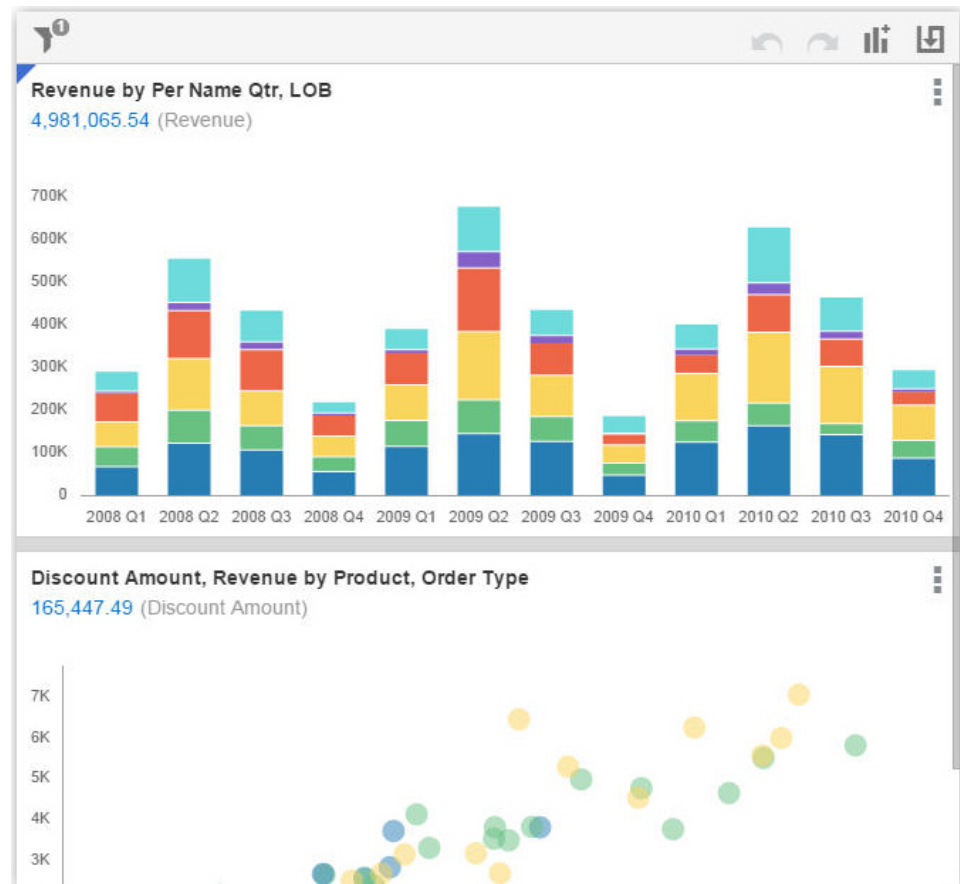 1
Revenue by Per Name Qtr, LOB
4,981,065.54 (Revenue)
700K
600K
500K
400K
300K
200K
100K
0
2008 Q1 2008 Q2 2008 Q3 2008 Q4 2009 Q1 2009 Q2 2009 Q3 2009 Q4 2010 Q1 2010 Q2 2010 Q3 2010 Q4
Discount Amount, Revenue by Product, Order Type
165,447.49 (Discount Amount)
7K
6K
5K
4K
3K